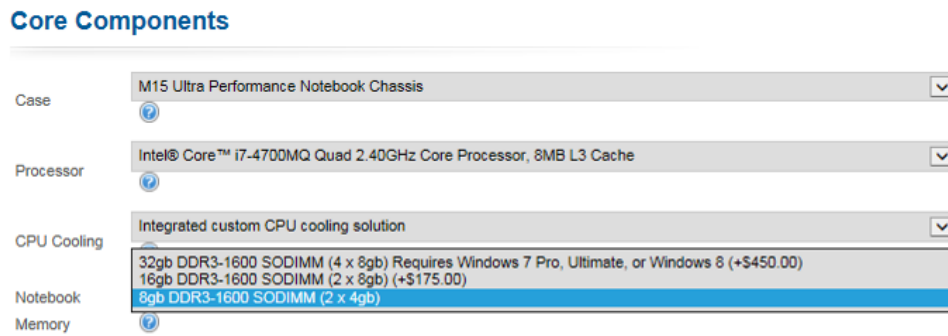 Core Components
Case
M15 Ultra Performance Notebook Chassis
Processor
Intel® Core™ i7-4700MQ Quad 2.40GHz Core Processor, 8MB L3 Cache
CPU Cooling
Integrated custom CPU cooling solution
32gb DDR3-1600 SODIMM (4 x 8gb) Requires Windows 7 Pro, Ultimate, or Windows 8 (+$450.00)
16gb DDR3-1600 SODIMM (2 x 8gb) (+$175.00)
Notebook
Memory
8gb DDR3-1600 SODIMM (2 x 4gb)